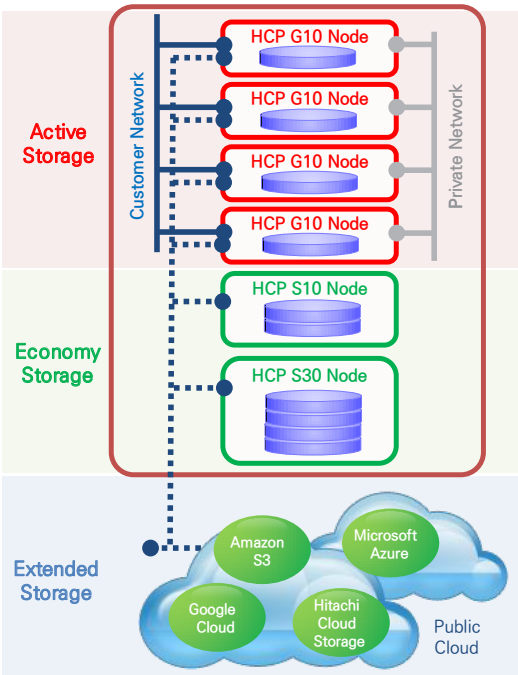 HCP G10 Node
HCP G10 Node
HCP G10 Node
HCP G10 Node
Customer Network
Private Network
Active
Storage
HCP S10 Node
HCP S30 Node
Economy
Storage
Extended
Storage
Amazon
S3
Microsoft
Azure
Google
Cloud
Hitachi
Cloud
Storage
Public
Cloud